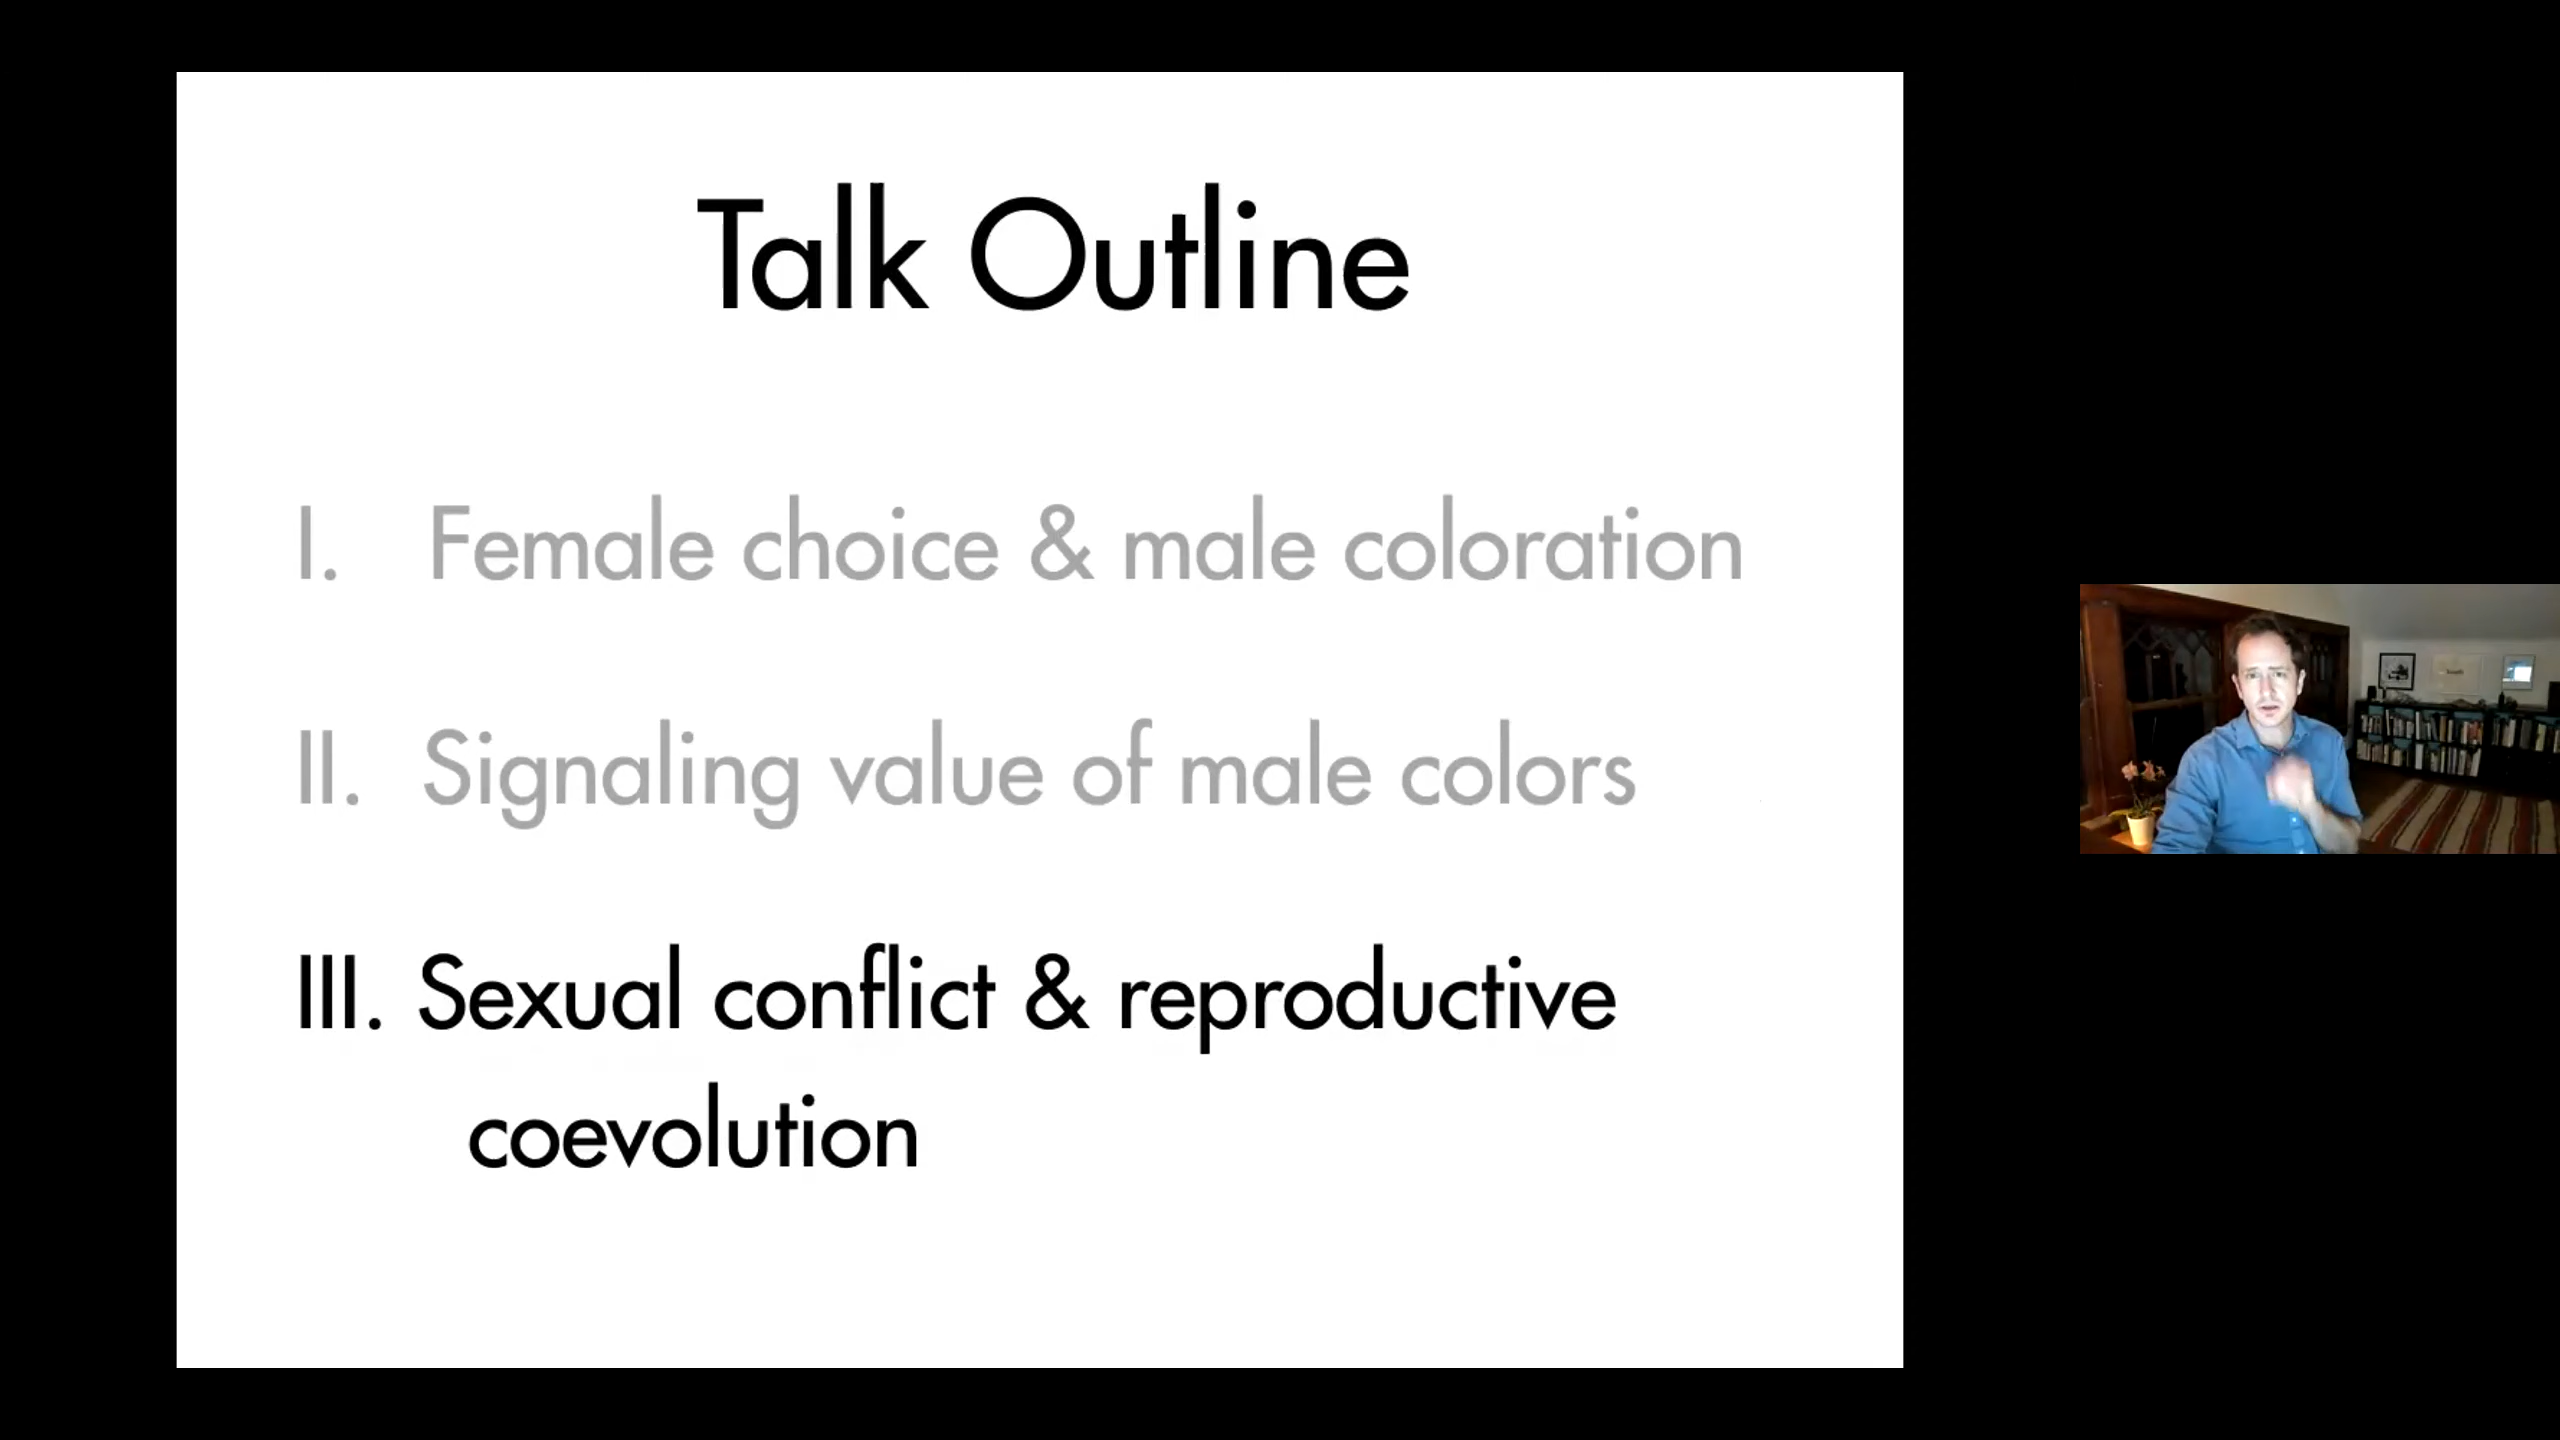 Talk Outline
I. Female choice & male coloration
II. Signaling value of male colors
III. Sexual conflict & reproductive
coevolution